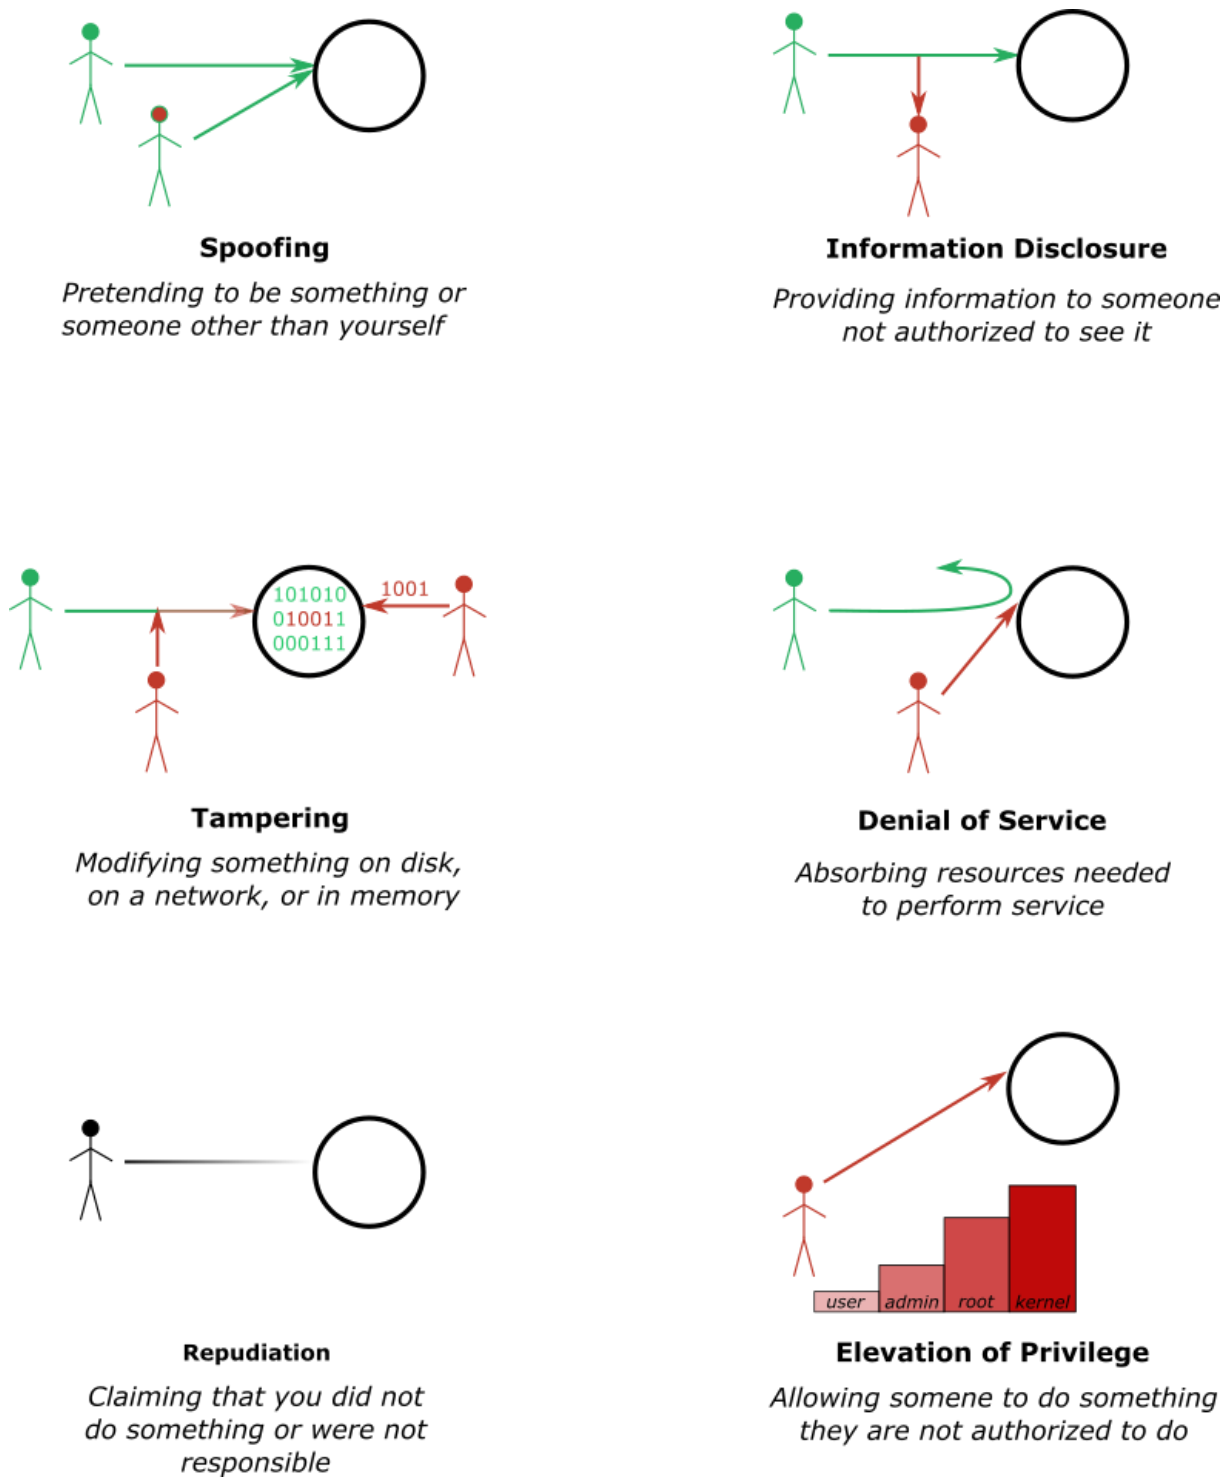 Spoofing
Pretending to be something or
someone other than yourself
Information Disclosure
Providing information to someone
not authorized to see it
101010
010011
000111
1001
Tampering
Modifying something on disk,
on a network, or in memory
Denial of Service
Absorbing resources needed
to perform service
Repudiation
Claiming that you did not
do something or were not
responsible
user admin root kernel
Elevation of Privilege
Allowing somene to do something
they are not authorized to do